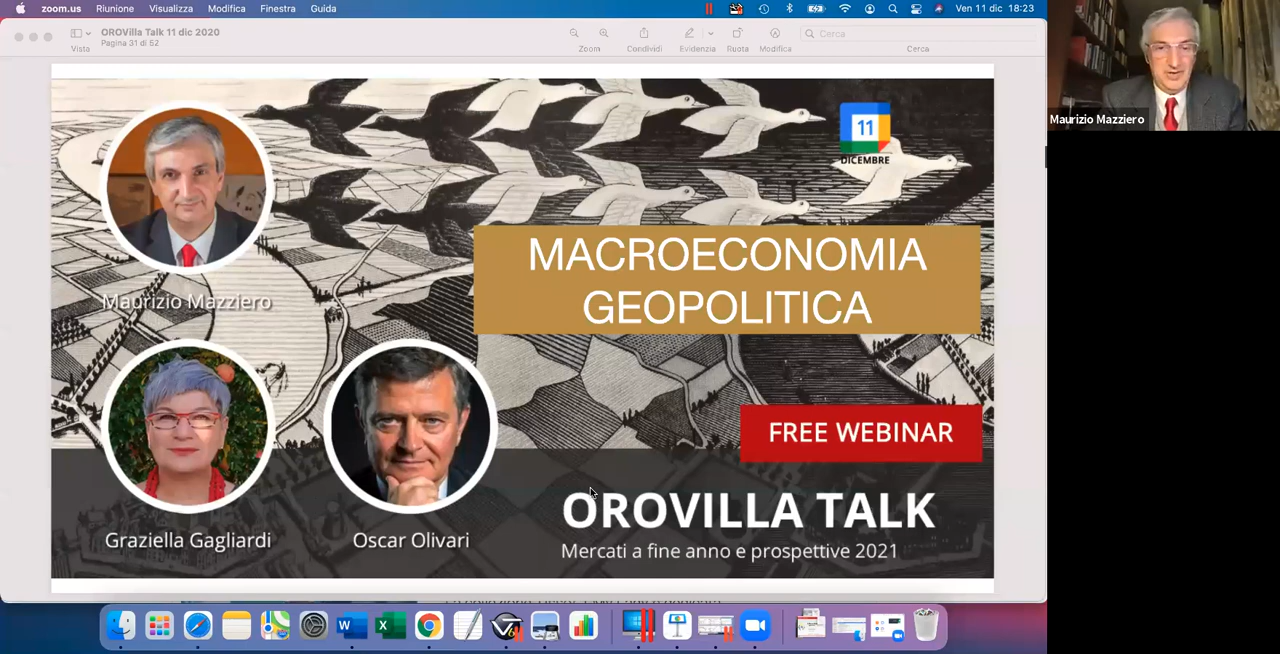 zoom.us Riunione Visualizza Modifica Finestra Guida
Ven 11 dic 18:23
OROVilla Talk 11 dic 2020
Pagina 31 di 52
Vista
Zoom
Condividi
Evidenzia
Ruota
Modifica
Cerca
Cerca
Maurizio Mazziero
11
DICEMBRE
MACROECONOMIA
GEOPOLITICA
Maurizio Mazziero
FREE WEBINAR
Graziella Gagliardi
Oscar Olivari
OROVILLA TALK
Mercati a fine anno e prospettive 2021